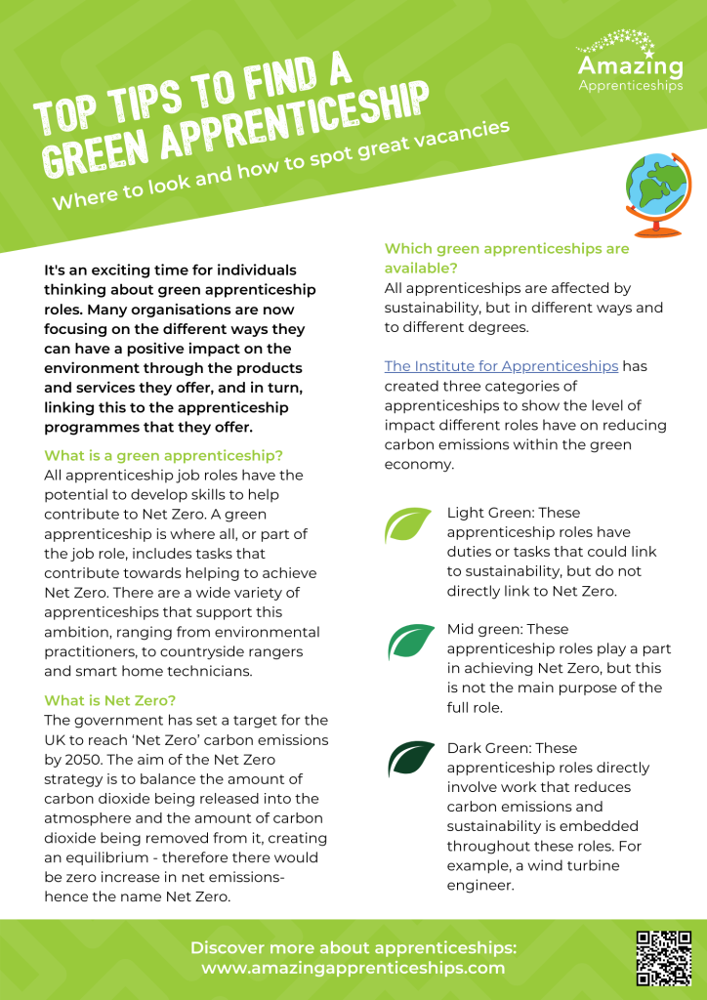 Amazing
Apprenticeships
TOP TIPS TO FIND A
GREEN APPRENTICESHIP
Where to look and how to spot great vacancies
It's an exciting time for individuals
thinking about green apprenticeship
roles. Many organisations are now
focusing on the different ways they
can have a positive impact on the
environment through the products
and services they offer, and in turn,
linking this to the apprenticeship
programmes that they offer.
What is a green apprenticeship?
All apprenticeship job roles have the
potential to develop skills to help
contribute to Net Zero. A green
apprenticeship is where all, or part of
the job role, includes tasks that
contribute towards helping to achieve
Net Zero. There are a wide variety of
apprenticeships that support this
ambition, ranging from environmental
practitioners, to countryside rangers
and smart home technicians.
What is Net Zero?
The government has set a target for the
UK to reach ‘Net Zero’ carbon emissions
by 2050. The aim of the Net Zero
strategy is to balance the amount of
carbon dioxide being released into the
atmosphere and the amount of carbon
dioxide being removed from it, creating
an equilibrium - therefore there would
be zero increase in net emissions-
hence the name Net Zero.
Which green apprenticeships are
available?
All apprenticeships are affected by
sustainability, but in different ways and
to different degrees.
The Institute for Apprenticeships has
created three categories of
apprenticeships to show the level of
impact different roles have on reducing
carbon emissions within the green
economy.
Light Green: These
apprenticeship roles have
duties or tasks that could link
to sustainability, but do not
directly link to Net Zero.
Mid green: These
apprenticeship roles play a part
in achieving Net Zero, but this
is not the main purpose of the
full role.
Dark Green: These
apprenticeship roles directly
involve work that reduces
carbon emissions and
sustainability is embedded
throughout these roles. For
example, a wind turbine
engineer.
Discover more about apprenticeships:
www.amazingapprenticeships.com